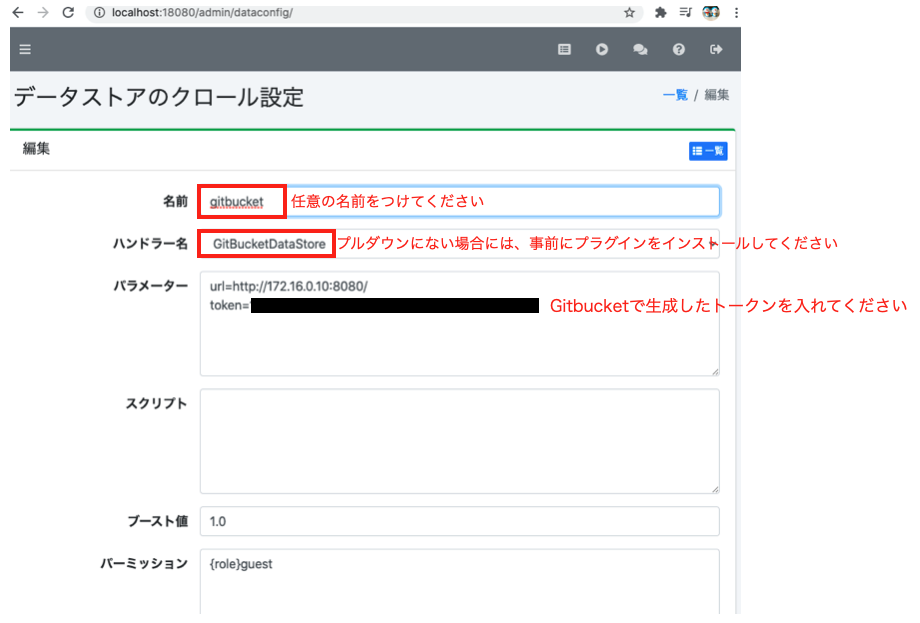 localhost:18080/admin/dataconfig/
データストアのクロール設定
一覧 / 編集
編集
一覧
名前
gitbucket
任意の名前をつけてください
ハンドラー名
GitBucketDataStore
プルダウンにない場合には、事前にプラグインをインストールしてください
パラメーター
url=http://172.16.0.10:8080/
token=
Gitbucketで生成したトークンを入れてください
スクリプト
ブースト値
1.0
パーミッション
{role}guest